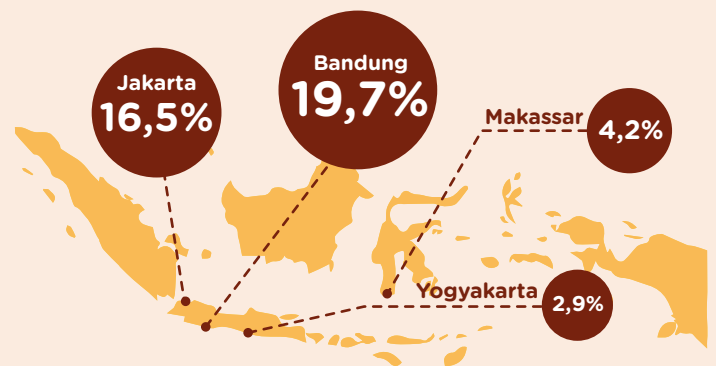 Jakarta
16,5%
Bandung
19,7%
Makassar
4,2%
Yogyakarta
2,9%